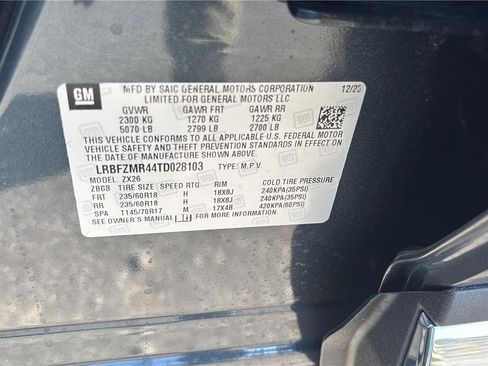 GM
MFD BY SAIC GENERAL MOTORS CORPORATION 12/25
LIMITED FOR GENERAL MOTORS LLC
GVWR GAWR FRT GAWR RR
2300 KG 1270 KG 1225 KG
5070 LB 2799 LB 2700 LB
THIS VEHICLE CONFORMS TO ALL APPLICABLE U.S. FEDERAL MOTOR
VEHICLE SAFETY AND THEFT PREVENTION STANDARDS IN EFFECT ON
THE DATE OF MANUFACTURE SHOWN ABOVE.
LRBFZMR44TD028103 TYPE: M.P.V.
MODEL: ZX26
TIRE SIZE SPEED RTG RIM COLD TIRE PRESSURE
FRT 235/60R18 H 18X8J 240KPA(35PSI)
RR 235/60R18 H 18X8J 240KPA(35PSI)
SPA T145/70R17 M 17X4B 420KPA(60PSI)
SEE OWNER'S MANUAL FOR MORE INFORMATION.